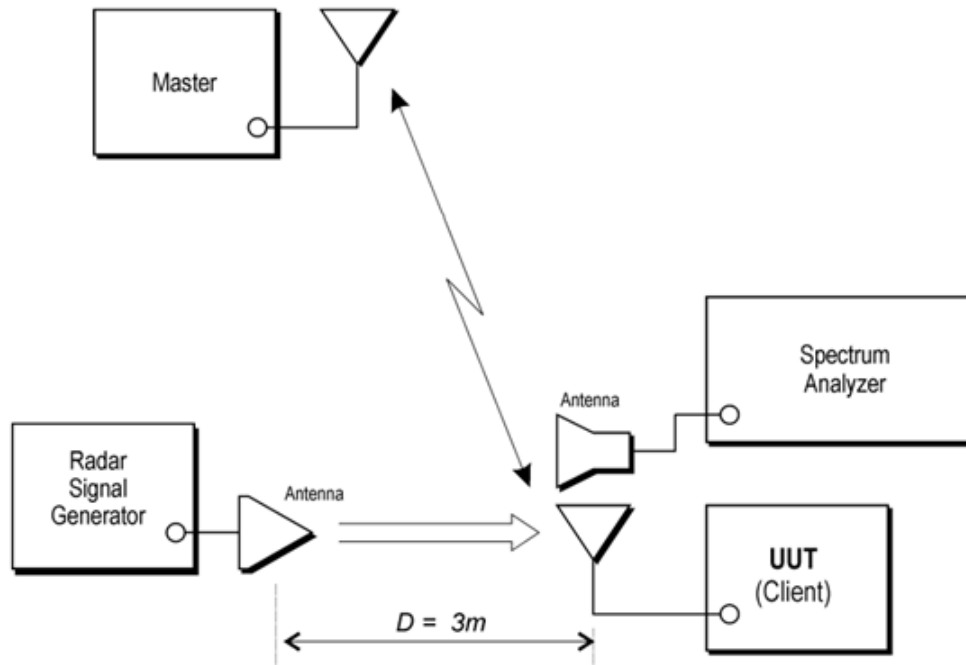 Master
Spectrum
Analyzer
Antenna
Radar
Signal
Generator
Antenna
UUT
(Client)
D = 3m